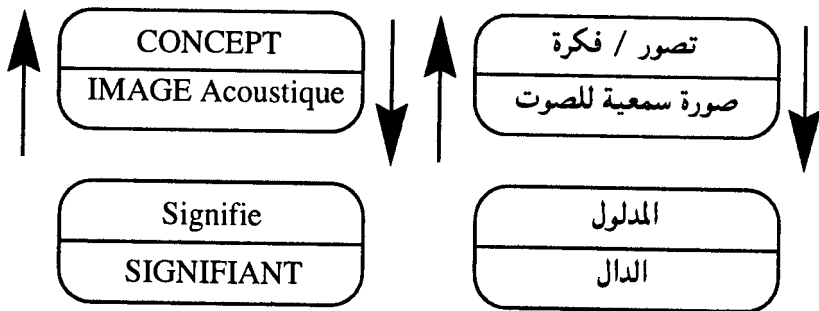 CONCEPT
IMAGE Acoustique
تصور / فكرة
صورة سمعية للصوت
Signifie
SIGNIFIANT
المدلول
الدال